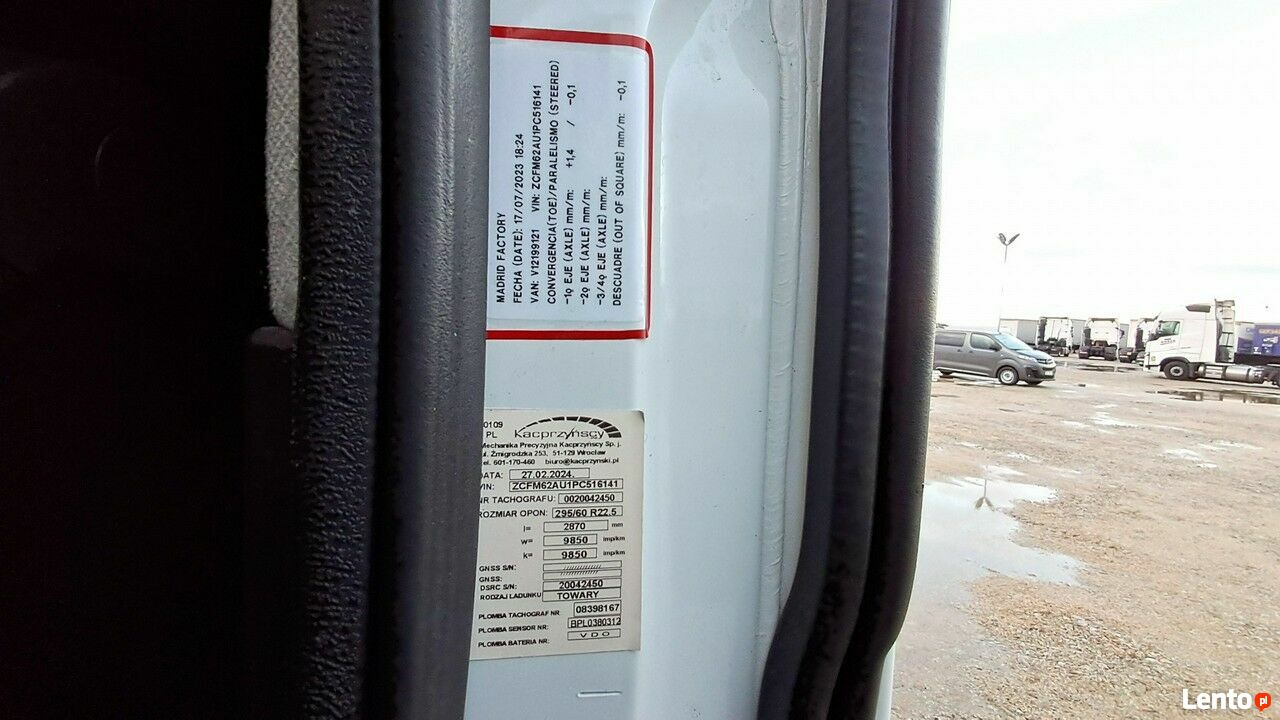 MADRID FACTORY
FECHA (DATE): 17/07/2023 18:24
VAN: V12199121 VIN: ZCFM62AU1PC516141
CONVERGENCIA(TOE)/PARALELISMO (STEERED)
-1º EJE (AXLE) mm/m: +1,4 / -0,1
-2º EJE (AXLE) mm/m:
-3/4º EJE (AXLE) mm/m:
DESCUADRE (OUT OF SQUARE) mm/m: -0,1
0109
PL kacprzyńscy
Mechanika Precyzyjna Kacprzyńscy Sp. j.
ul. Żmigrodzka 253, 51-129 Wrocław
tel. 601-170-460 biuro@kacprzynski.pl
DATA: 27.02.2024.
VIN: ZCFM62AU1PC516141
NR TACHOGRAFU: 0020042450
ROZMIAR OPON: 295/60 R22.5
l= 2870 mm
w= 9850 imp/km
k= 9850 imp/km
GNSS S/N:
GNSS:
DSRC S/N: 20042450
RODZAJ ŁADUNKU TOWARY
PLOMBA TACHOGRAF NR: 08398167
PLOMBA SENSOR NR: BPL0380312
PLOMBA BATERIA NR: VDO
Lento pl